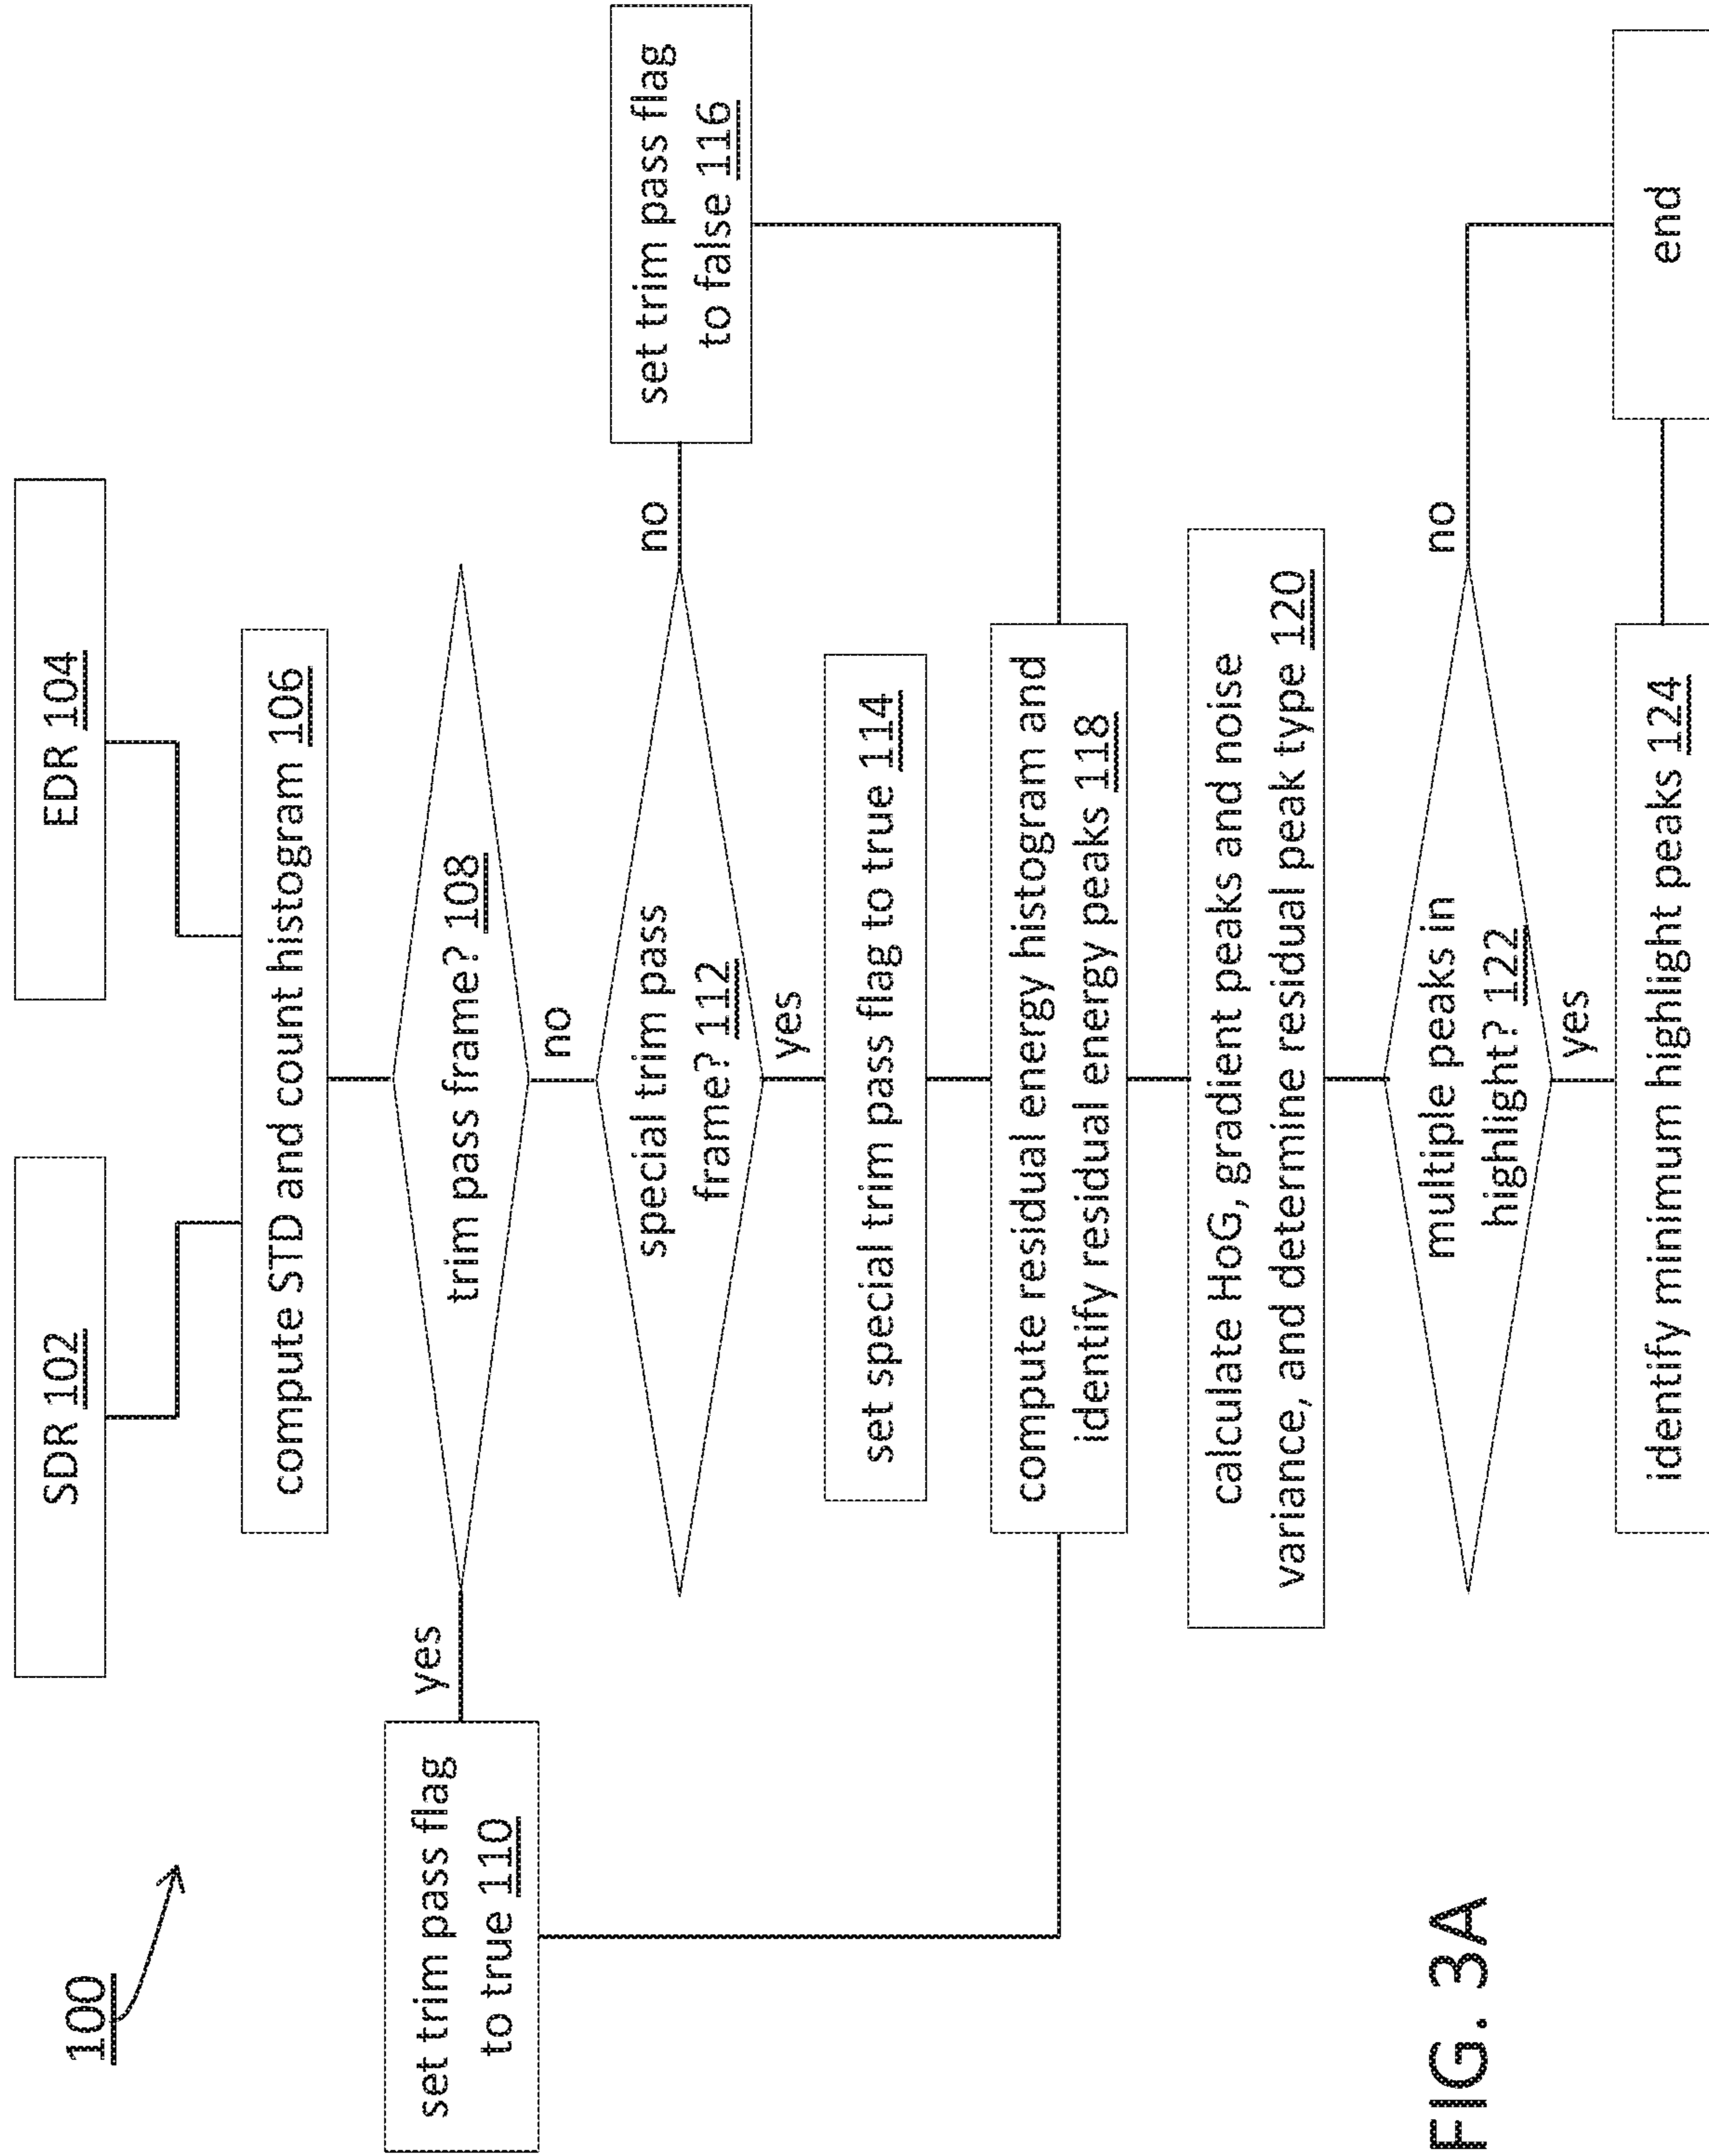 100
SDR 102
EDR 104
compute STD and count histogram 106
trim pass frame? 108
yes
no
set trim pass flag
to true 110
special trim pass
frame? 112
no
yes
set trim pass flag
to false 116
set special trim pass flag to true 114
compute residual energy histogram and
identify residual energy peaks 118
calculate HoG, gradient peaks and noise
variance, and determine residual peak type 120
multiple peaks in
highlight? 122
no
yes
identify minimum highlight peaks 124
end
FIG. 3A